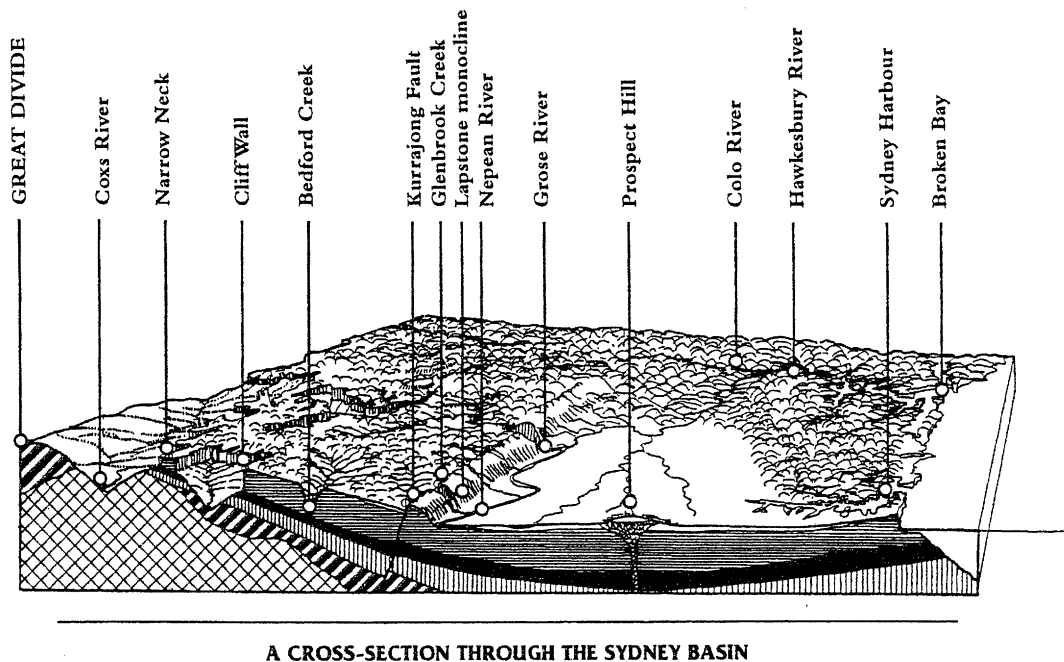 GREAT DIVIDE
Coxs River
Narrow Neck
Cliff Wall
Bedford Creek
Kurrajong Fault
Glenbrook Creek
Lapstone monocline
Nepean River
Grose River
Prospect Hill
Colo River
Hawkesbury River
Sydney Harbour
Broken Bay
A CROSS-SECTION THROUGH THE SYDNEY BASIN